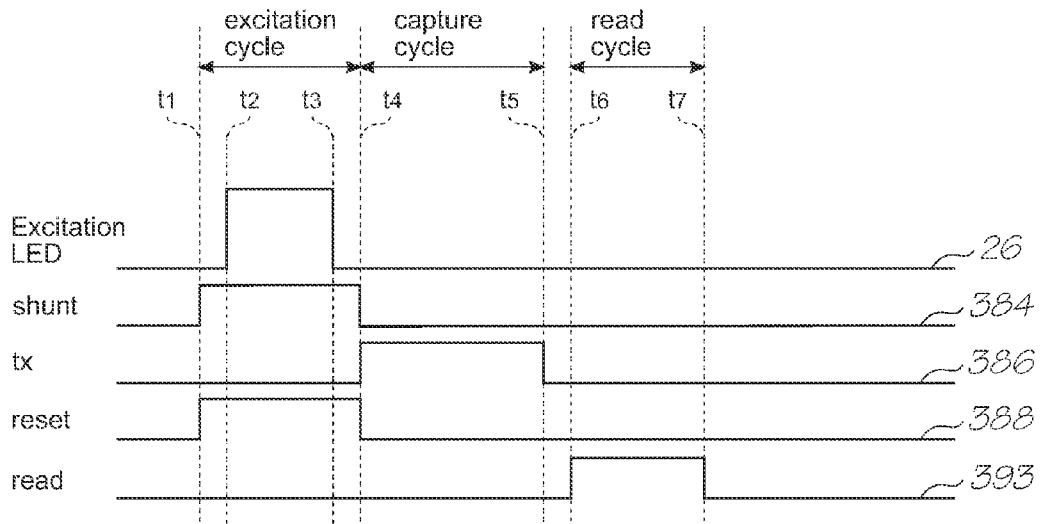 excitation cycle
capture cycle
read cycle
t1 t2 t3 t4 t5 t6 t7
Excitation LED
26
shunt
384
tx
386
reset
388
read
393